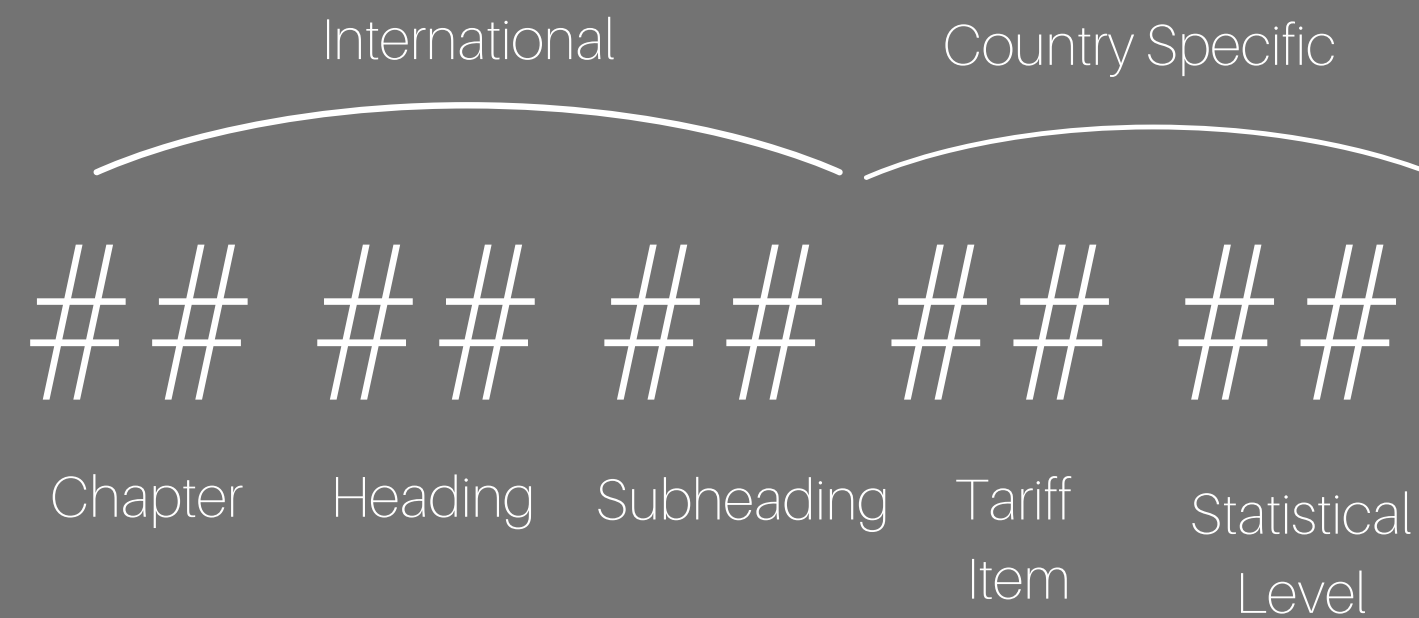 International
Country Specific
## ## ## ## ##
Chapter
Heading
Subheading
Tariff
Item
Statistical
Level